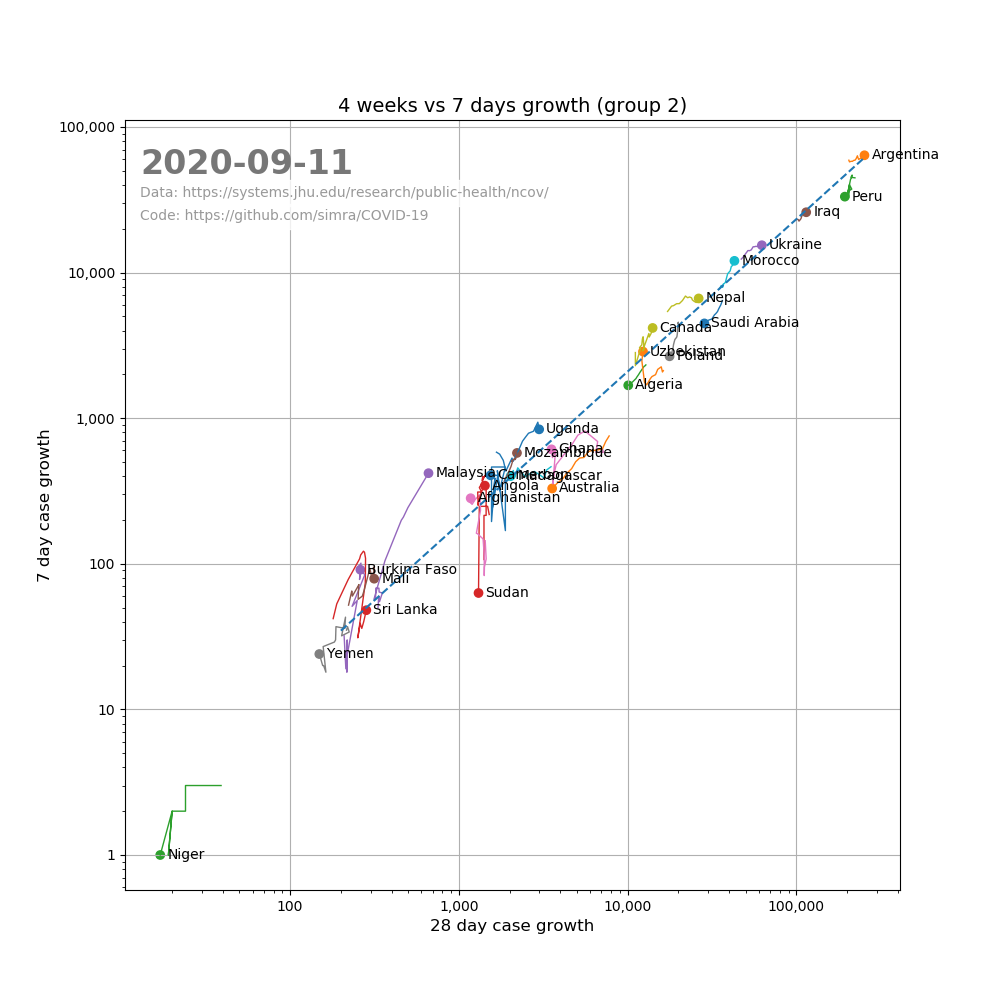 4 weeks vs 7 days growth (group 2)
100,000
2020-09-11
Argentina
Data: https://systems.jhu.edu/research/public-health/ncov/
Peru
Code: https://github.com/simra/COVID-19
Iraq
Ukraine
Morocco
10,000
Nepal
Saudi Arabia
Canada
Uzbekistan
Poland
Algeria
1,000
Uganda
Ghana
Mozambique
Malaysia
Cameroon
Madagascar
Angola
Australia
Afghanistan
7 day case growth
100
Burkina Faso
Mali
Sudan
Sri Lanka
Yemen
10
1
Niger
100
1,000
10,000
100,000
28 day case growth